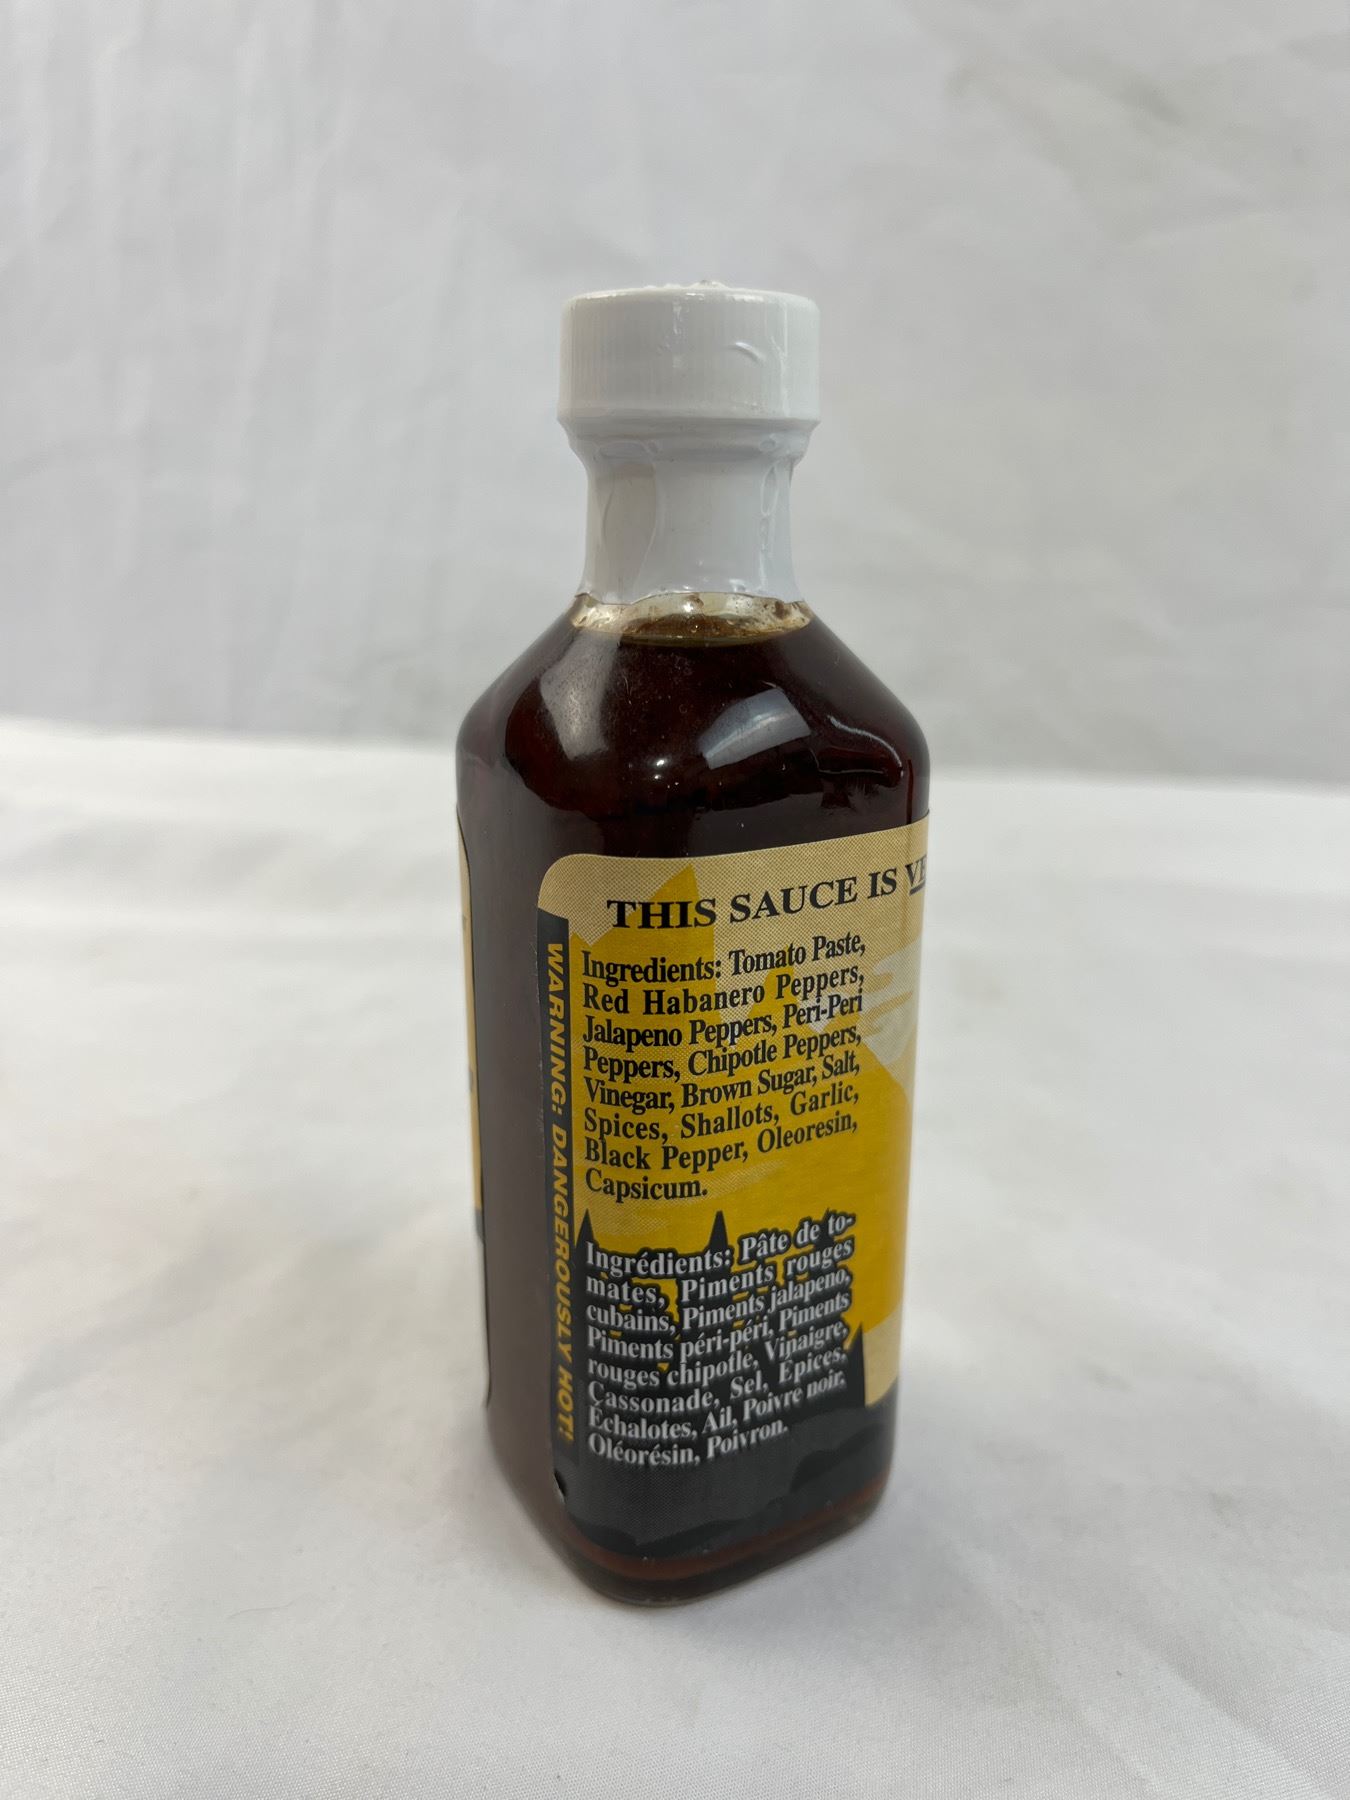 THIS SAUCE IS
WARNING: DANGEROUSLY HOT!
Ingredients: Tomato Paste,
Red Habanero Peppers,
Jalapeno Peppers, Peri-Peri
Peppers, Chipotle Peppers,
Vinegar, Brown Sugar, Salt,
Spices, Shallots, Garlic,
Black Pepper, Oleoresin,
Capsicum.
Ingrédients: Pâte de to-
mates, Piments rouges
cubains, Piments jalapeno,
Piments péri-péri, Piments
rouges chipotle, Vinaigre,
Cassonade, Sel, Épices,
Échalotes, Ail, Poivre noir,
Oléorésin, Poivron.